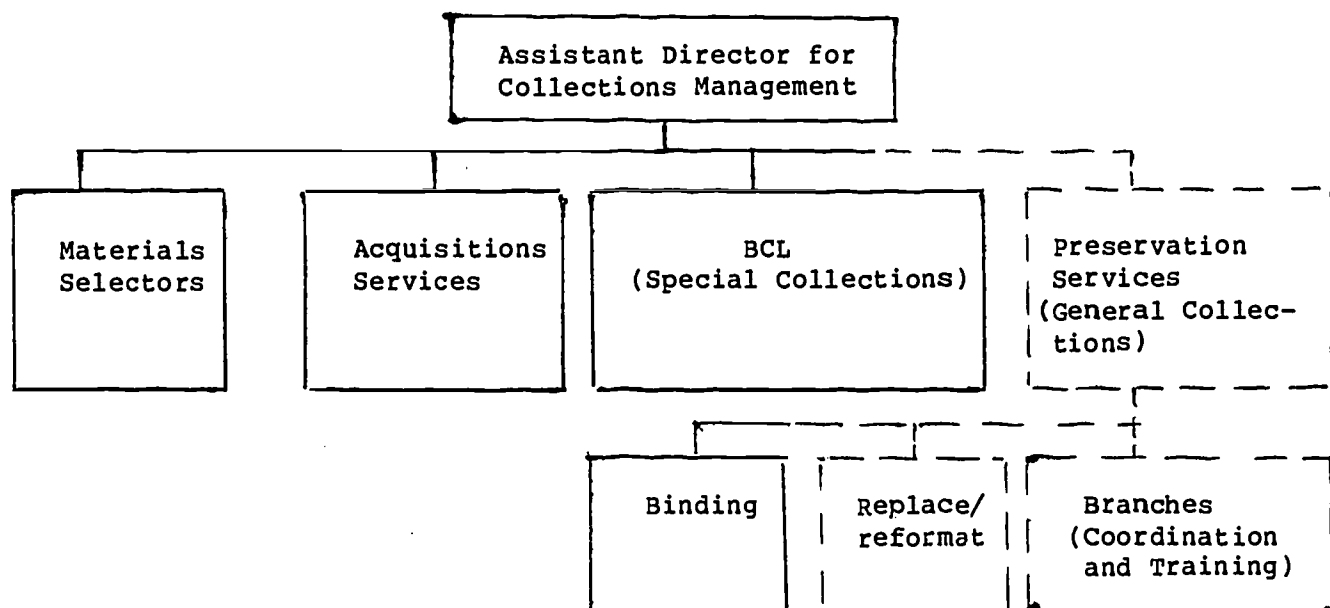 Assistant Director for
Collections Management
Materials
Selectors
Acquisitions
Services
BCL
(Special Collections)
Preservation
Services
(General Collec-
tions)
Binding
Replace/
reformat
Branches
(Coordination
and Training)